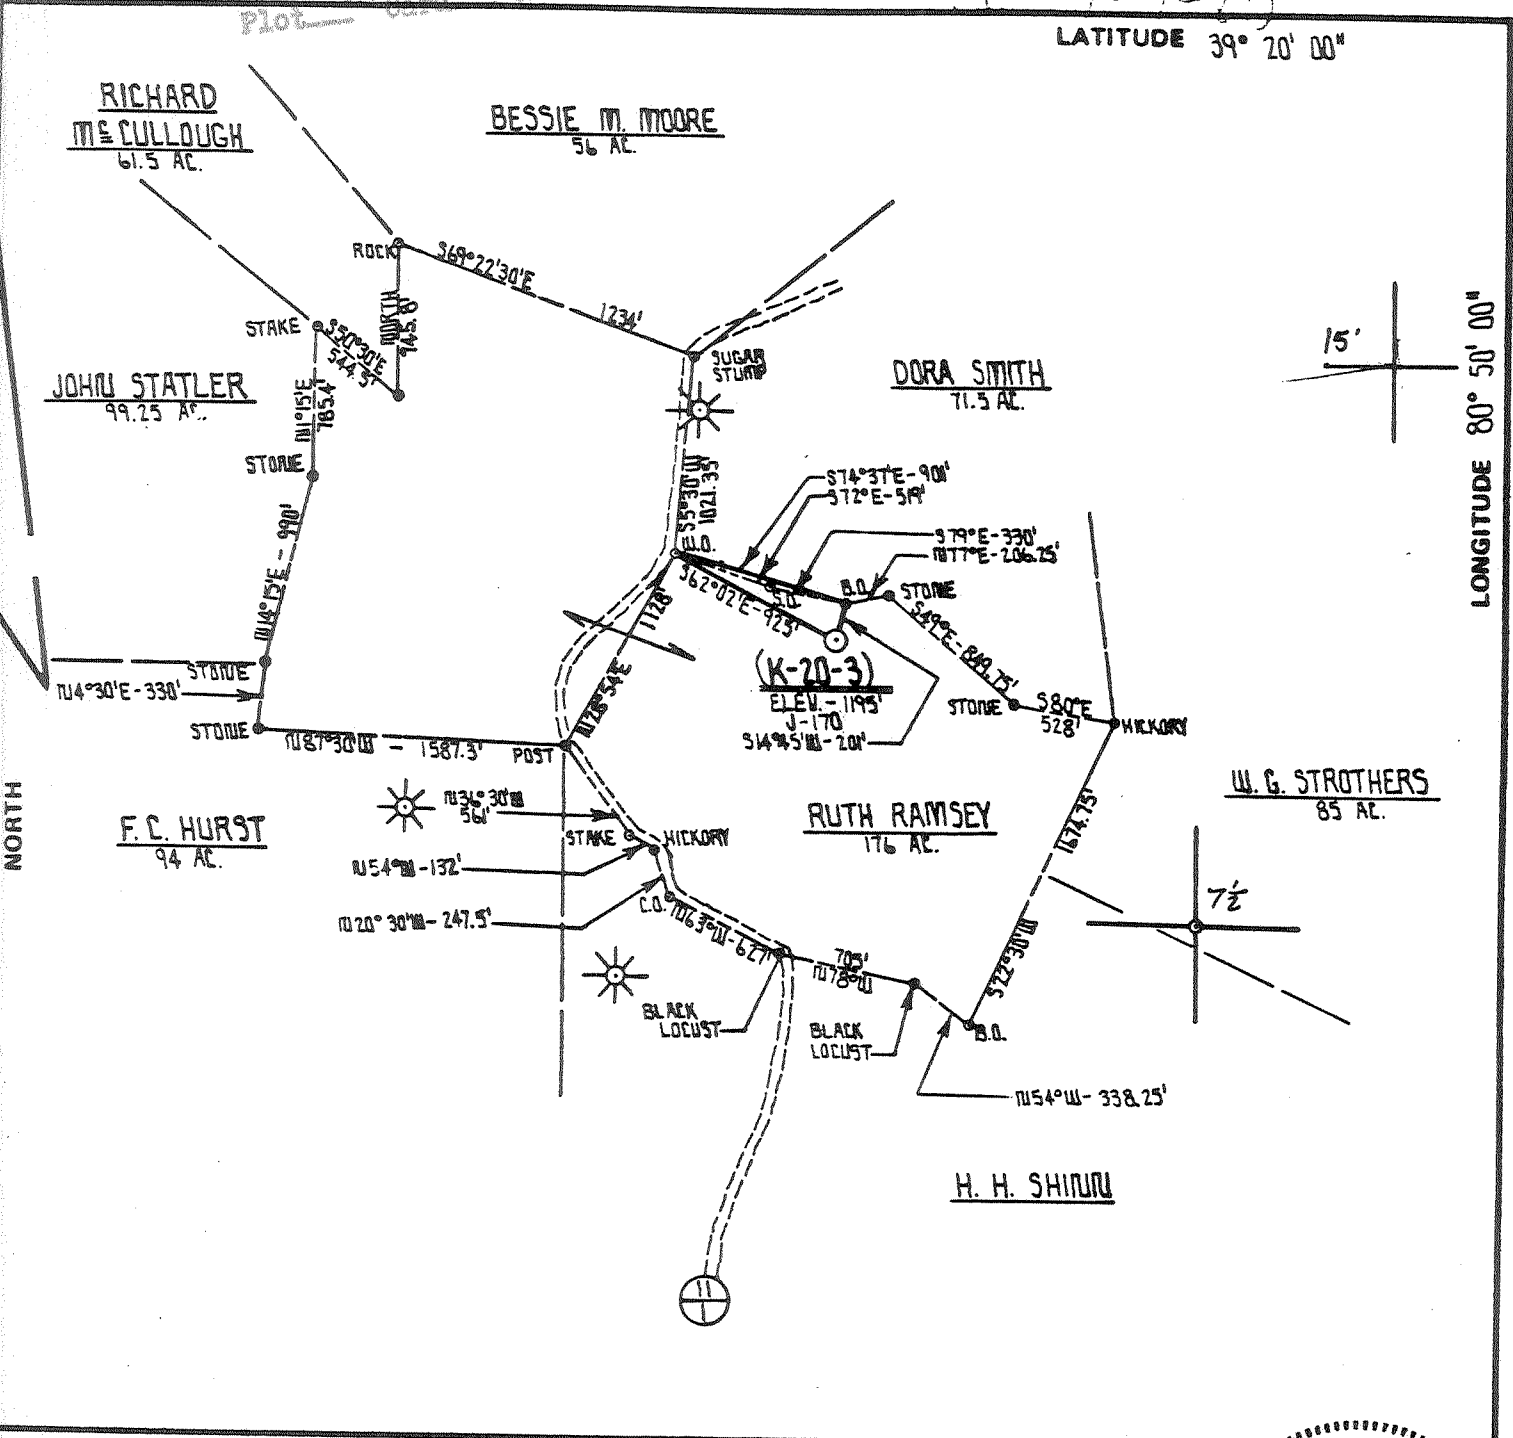 Plot
LATITUDE 39° 20' 00"
RICHARD
McCULLOUGH
61.5 AC.
BESSIE M. MOORE
56 AC.
ROCK
S69°22'30"E
1234'
STAKE
S50°30'E
544.5'
NORTH
945.8'
SUGAR
STUMP
JOHN STATLER
99.25 AC.
N1°15'E
785.4'
DORA SMITH
71.5 AC.
15'
LONGITUDE 80° 50' 00"
STONE
S5°30'W
1021.35'
S74°37'E-901'
S72°E-519'
S79°E-330'
N77°E-206.25'
W.O.
N14°15'E - 990'
S62°02'E-925'
S.O.
B.O.
STONE
1128'
N28°54'E
S49°E-849.75'
STONE
N4°30'E-330'
STONE
(K-20-3)
ELEV. - 1195'
J-170
S14°45'W-201'
STONE
S80°E
528'
HICKORY
N87°30'W - 1587.3'
POST
F. C. HURST
94 AC.
N36°30'W
561'
STAKE
HICKORY
RUTH RAMSEY
176 AC.
1674.75'
S22°30'W
W. G. STROTHERS
85 AC.
NORTH
N54°W-132'
N20°30'W-247.5'
C.O.
N63°W-627'
7½
705'
N78°W
BLACK
LOCUST
BLACK
LOCUST
B.O.
N54°W-338.25'
H. H. SHINN
11
1